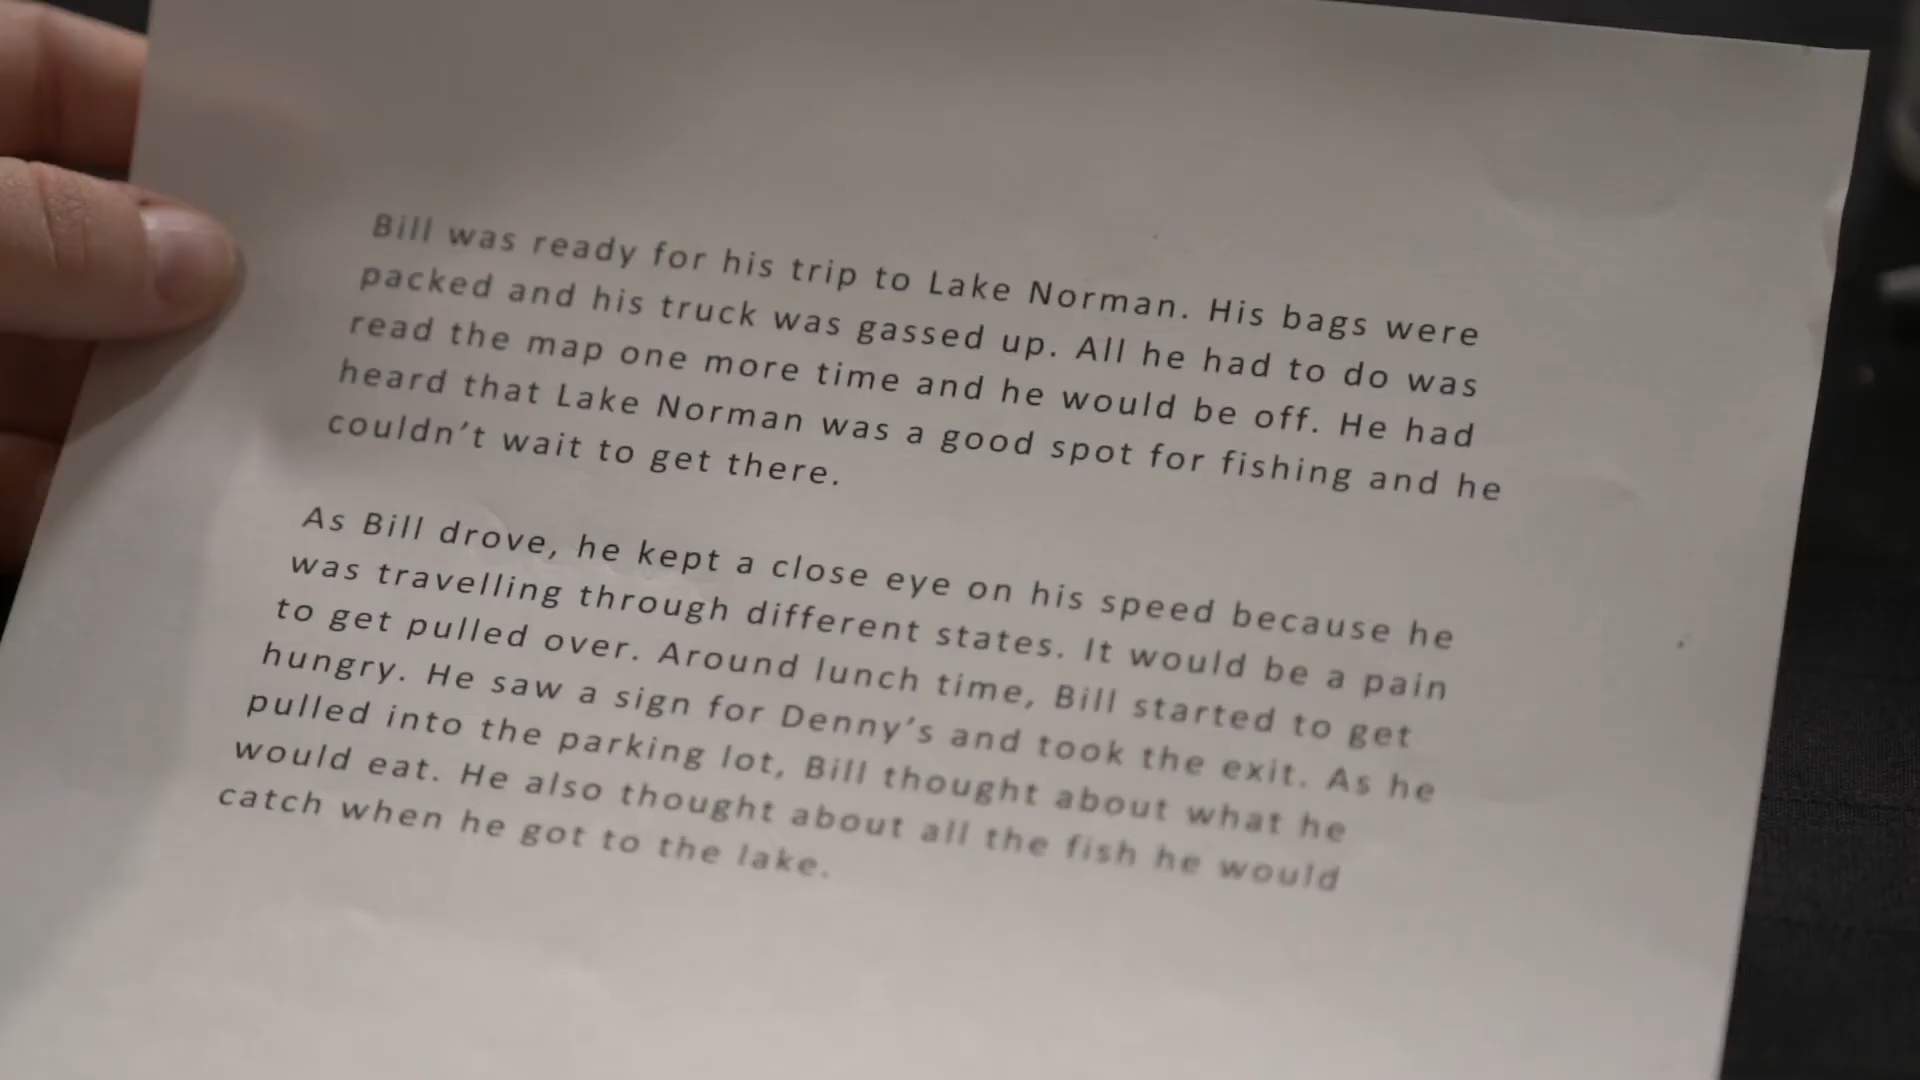 Bill was ready for his trip to Lake Norman. His bags were
packed and his truck was gassed up. All he had to do was
read the map one more time and he would be off. He had
heard that Lake Norman was a good spot for fishing and he
couldn’t wait to get there.
As Bill drove, he kept a close eye on his speed because he
was travelling through different states. It would be a pain
to get pulled over. Around lunch time, Bill started to get
hungry. He saw a sign for Denny’s and took the exit. As he
pulled into the parking lot, Bill thought about what he
would eat. He also thought about all the fish he would
catch when he got to the lake.